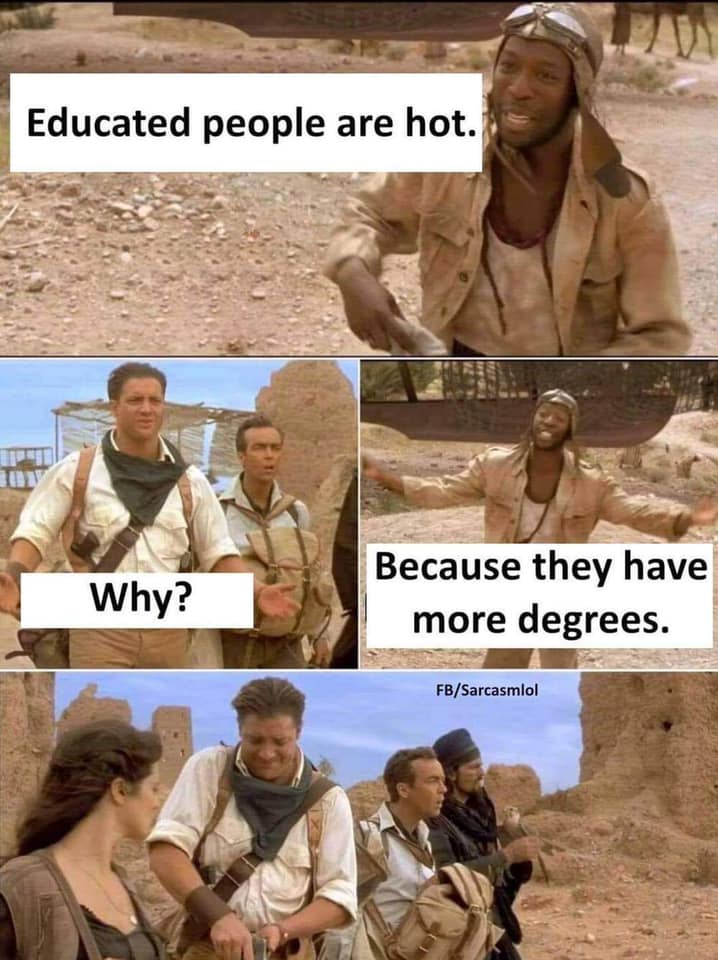 Educated people are hot.
Why?
Because they have
more degrees.
FB/Sarcasmlol